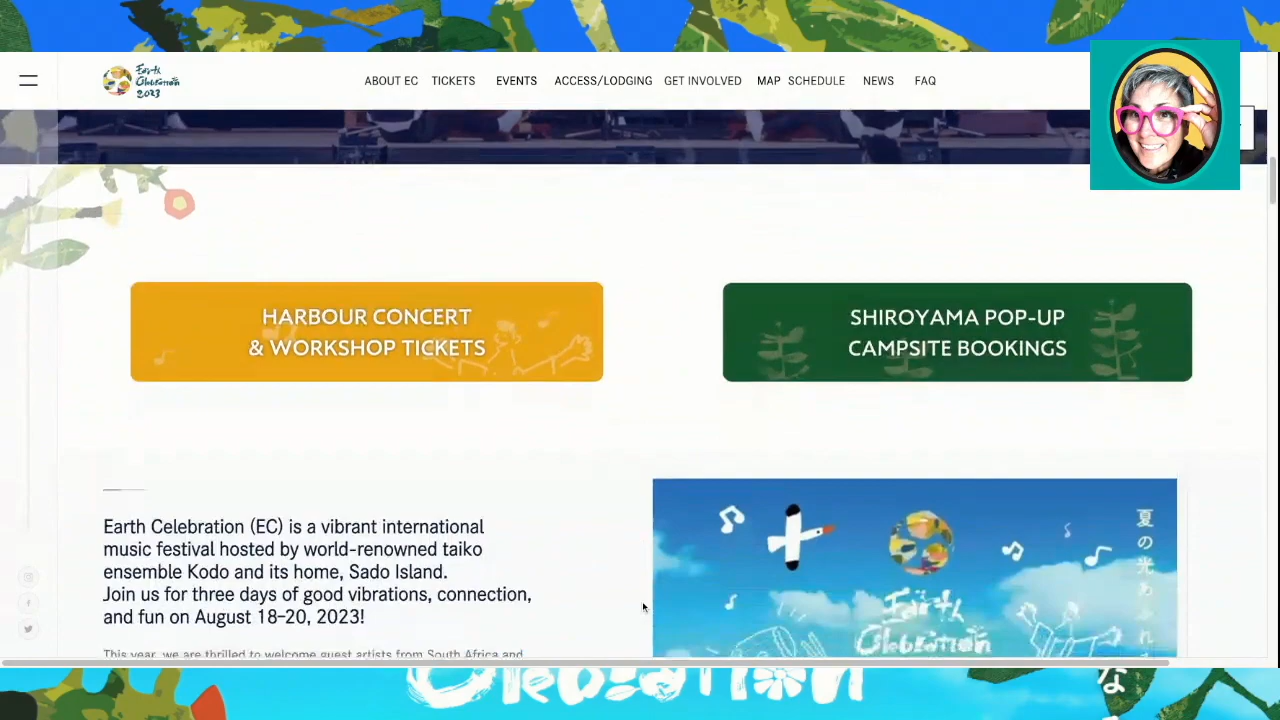 Earth
Celebration
2023
ABOUT EC TICKETS EVENTS ACCESS/LODGING GET INVOLVED MAP SCHEDULE NEWS FAQ
HARBOUR CONCERT
& WORKSHOP TICKETS
SHIROYAMA POP-UP
CAMPSITE BOOKINGS
Earth Celebration (EC) is a vibrant international
music festival hosted by world-renowned taiko
ensemble Kodo and its home, Sado Island.
Join us for three days of good vibrations, connection,
and fun on August 18–20, 2023!
This year, we are thrilled to welcome guest artists from South Africa and
夏の光あふれ
Earth
Celebration
Celebration
な